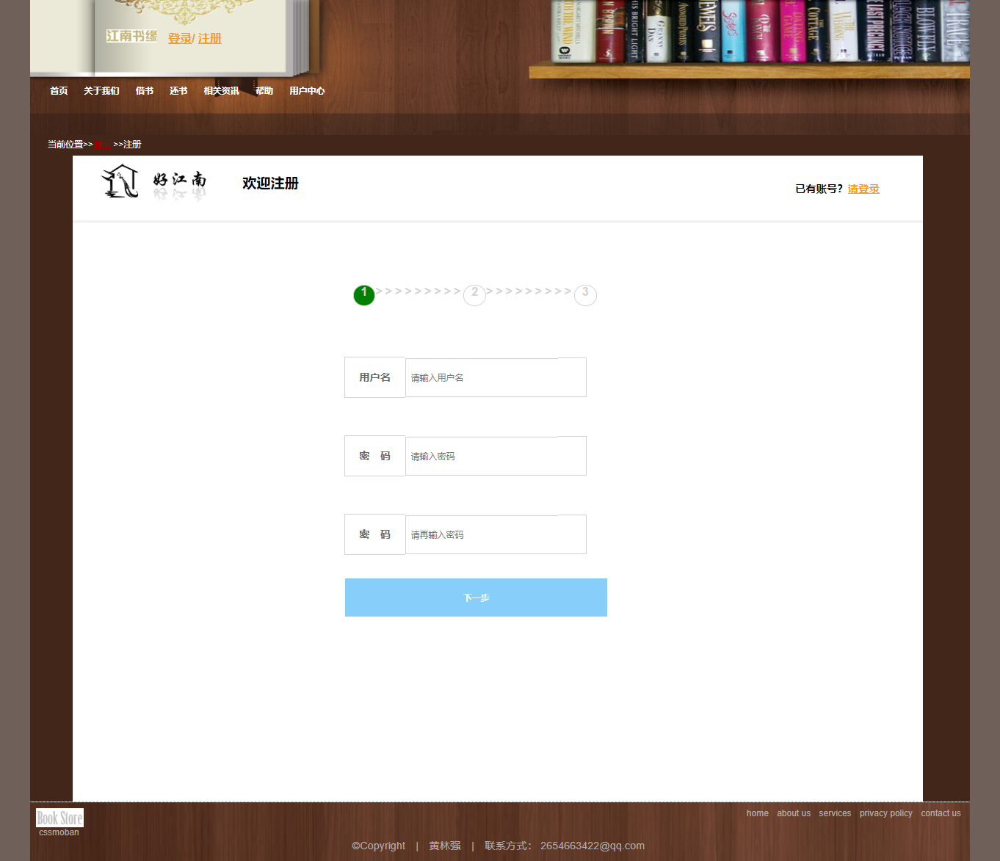 江南书缘 登录/ 注册
首页 关于我们 借书 还书 相关资讯 帮助 用户中心
当前位置>>首页 >>注册
好江南 欢迎注册 已有账号? 请登录
1 > > > > > > > > > 2 > > > > > > > > > 3
用户名 请输入用户名
密 码 请输入密码
密 码 请再输入密码
下一步
Book Store
cssmoban
home about us services privacy policy contact us
©Copyright | 黄林强 | 联系方式: 2654663422@qq.com